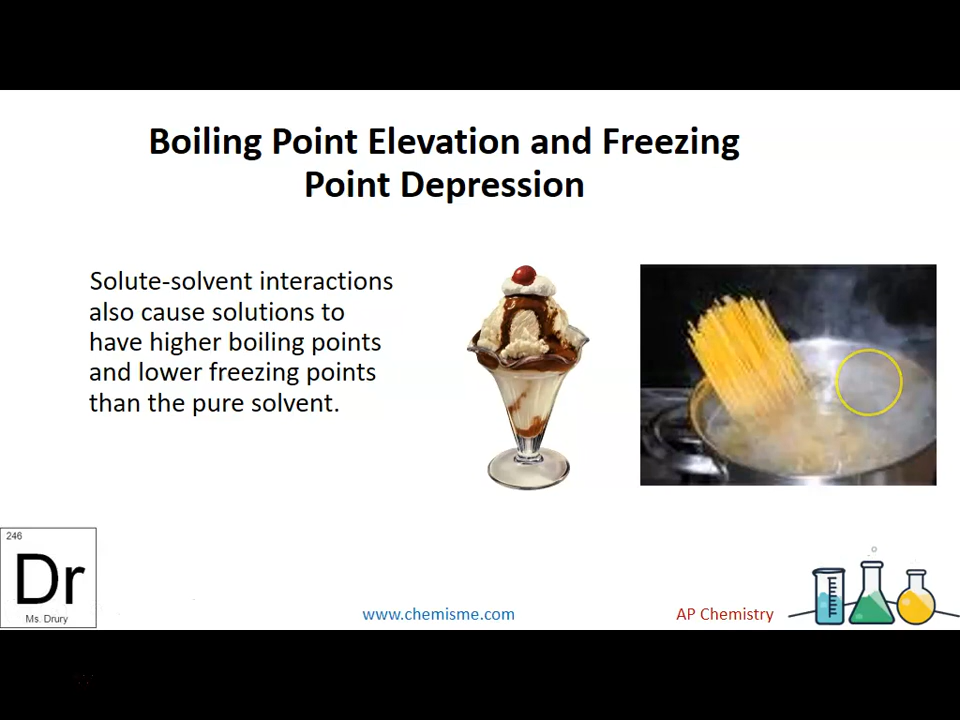 Boiling Point Elevation and Freezing
Point Depression
Solute-solvent interactions
also cause solutions to
have higher boiling points
and lower freezing points
than the pure solvent.
246
Dr
Ms. Drury
www.chemisme.com
AP Chemistry